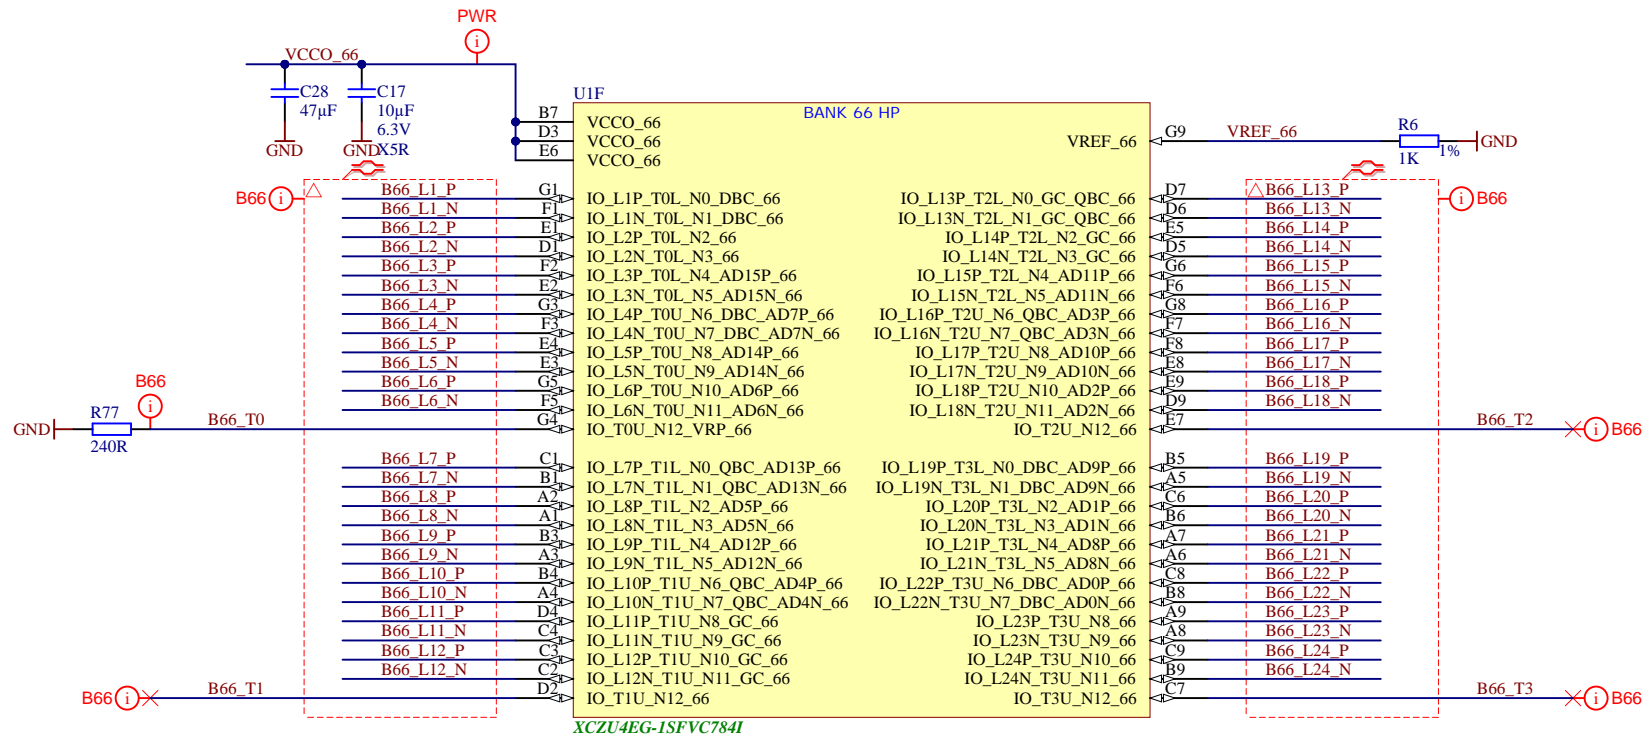 PWR
i
VCCO_66
C28
47µF
GND
C17
10µF
6.3V
X5R
GND
U1F
BANK 66 HP
B7 VCCO_66
D3 VCCO_66
E6 VCCO_66
VREF_66 G9 VREF_66
R6
1K
1%
GND
B66 i
i B66
B66_L1_P G1 IO_L1P_T0L_N0_DBC_66
B66_L1_N F1 IO_L1N_T0L_N1_DBC_66
B66_L2_P E1 IO_L2P_T0L_N2_66
B66_L2_N D1 IO_L2N_T0L_N3_66
B66_L3_P F2 IO_L3P_T0L_N4_AD15P_66
B66_L3_N E2 IO_L3N_T0L_N5_AD15N_66
B66_L4_P G3 IO_L4P_T0U_N6_DBC_AD7P_66
B66_L4_N F3 IO_L4N_T0U_N7_DBC_AD7N_66
B66_L5_P E4 IO_L5P_T0U_N8_AD14P_66
B66_L5_N E3 IO_L5N_T0U_N9_AD14N_66
B66_L6_P G5 IO_L6P_T0U_N10_AD6P_66
B66_L6_N F5 IO_L6N_T0U_N11_AD6N_66
B66
i
GND
R77
240R
B66_T0 G4 IO_T0U_N12_VRP_66
B66_L7_P C1 IO_L7P_T1L_N0_QBC_AD13P_66
B66_L7_N B1 IO_L7N_T1L_N1_QBC_AD13N_66
B66_L8_P A2 IO_L8P_T1L_N2_AD5P_66
B66_L8_N A1 IO_L8N_T1L_N3_AD5N_66
B66_L9_P B3 IO_L9P_T1L_N4_AD12P_66
B66_L9_N A3 IO_L9N_T1L_N5_AD12N_66
B66_L10_P B4 IO_L10P_T1U_N6_QBC_AD4P_66
B66_L10_N A4 IO_L10N_T1U_N7_QBC_AD4N_66
B66_L11_P D4 IO_L11P_T1U_N8_GC_66
B66_L11_N C4 IO_L11N_T1U_N9_GC_66
B66_L12_P C3 IO_L12P_T1U_N10_GC_66
B66_L12_N C2 IO_L12N_T1U_N11_GC_66
B66 i B66_T1 D2 IO_T1U_N12_66
IO_L13P_T2L_N0_GC_QBC_66 D7 B66_L13_P
IO_L13N_T2L_N1_GC_QBC_66 D6 B66_L13_N
IO_L14P_T2L_N2_GC_66 E5 B66_L14_P
IO_L14N_T2L_N3_GC_66 D5 B66_L14_N
IO_L15P_T2L_N4_AD11P_66 G6 B66_L15_P
IO_L15N_T2L_N5_AD11N_66 F6 B66_L15_N
IO_L16P_T2U_N6_QBC_AD3P_66 G8 B66_L16_P
IO_L16N_T2U_N7_QBC_AD3N_66 F7 B66_L16_N
IO_L17P_T2U_N8_AD10P_66 F8 B66_L17_P
IO_L17N_T2U_N9_AD10N_66 E8 B66_L17_N
IO_L18P_T2U_N10_AD2P_66 E9 B66_L18_P
IO_L18N_T2U_N11_AD2N_66 D9 B66_L18_N
IO_T2U_N12_66 E7 B66_T2 i B66
IO_L19P_T3L_N0_DBC_AD9P_66 B5 B66_L19_P
IO_L19N_T3L_N1_DBC_AD9N_66 A5 B66_L19_N
IO_L20P_T3L_N2_AD1P_66 C6 B66_L20_P
IO_L20N_T3L_N3_AD1N_66 B6 B66_L20_N
IO_L21P_T3L_N4_AD8P_66 A7 B66_L21_P
IO_L21N_T3L_N5_AD8N_66 A6 B66_L21_N
IO_L22P_T3U_N6_DBC_AD0P_66 C8 B66_L22_P
IO_L22N_T3U_N7_DBC_AD0N_66 B8 B66_L22_N
IO_L23P_T3U_N8_66 A9 B66_L23_P
IO_L23N_T3U_N9_66 A8 B66_L23_N
IO_L24P_T3U_N10_66 C9 B66_L24_P
IO_L24N_T3U_N11_66 B9 B66_L24_N
IO_T3U_N12_66 C7 B66_T3 i B66
XCZU4EG-1SFVC784I